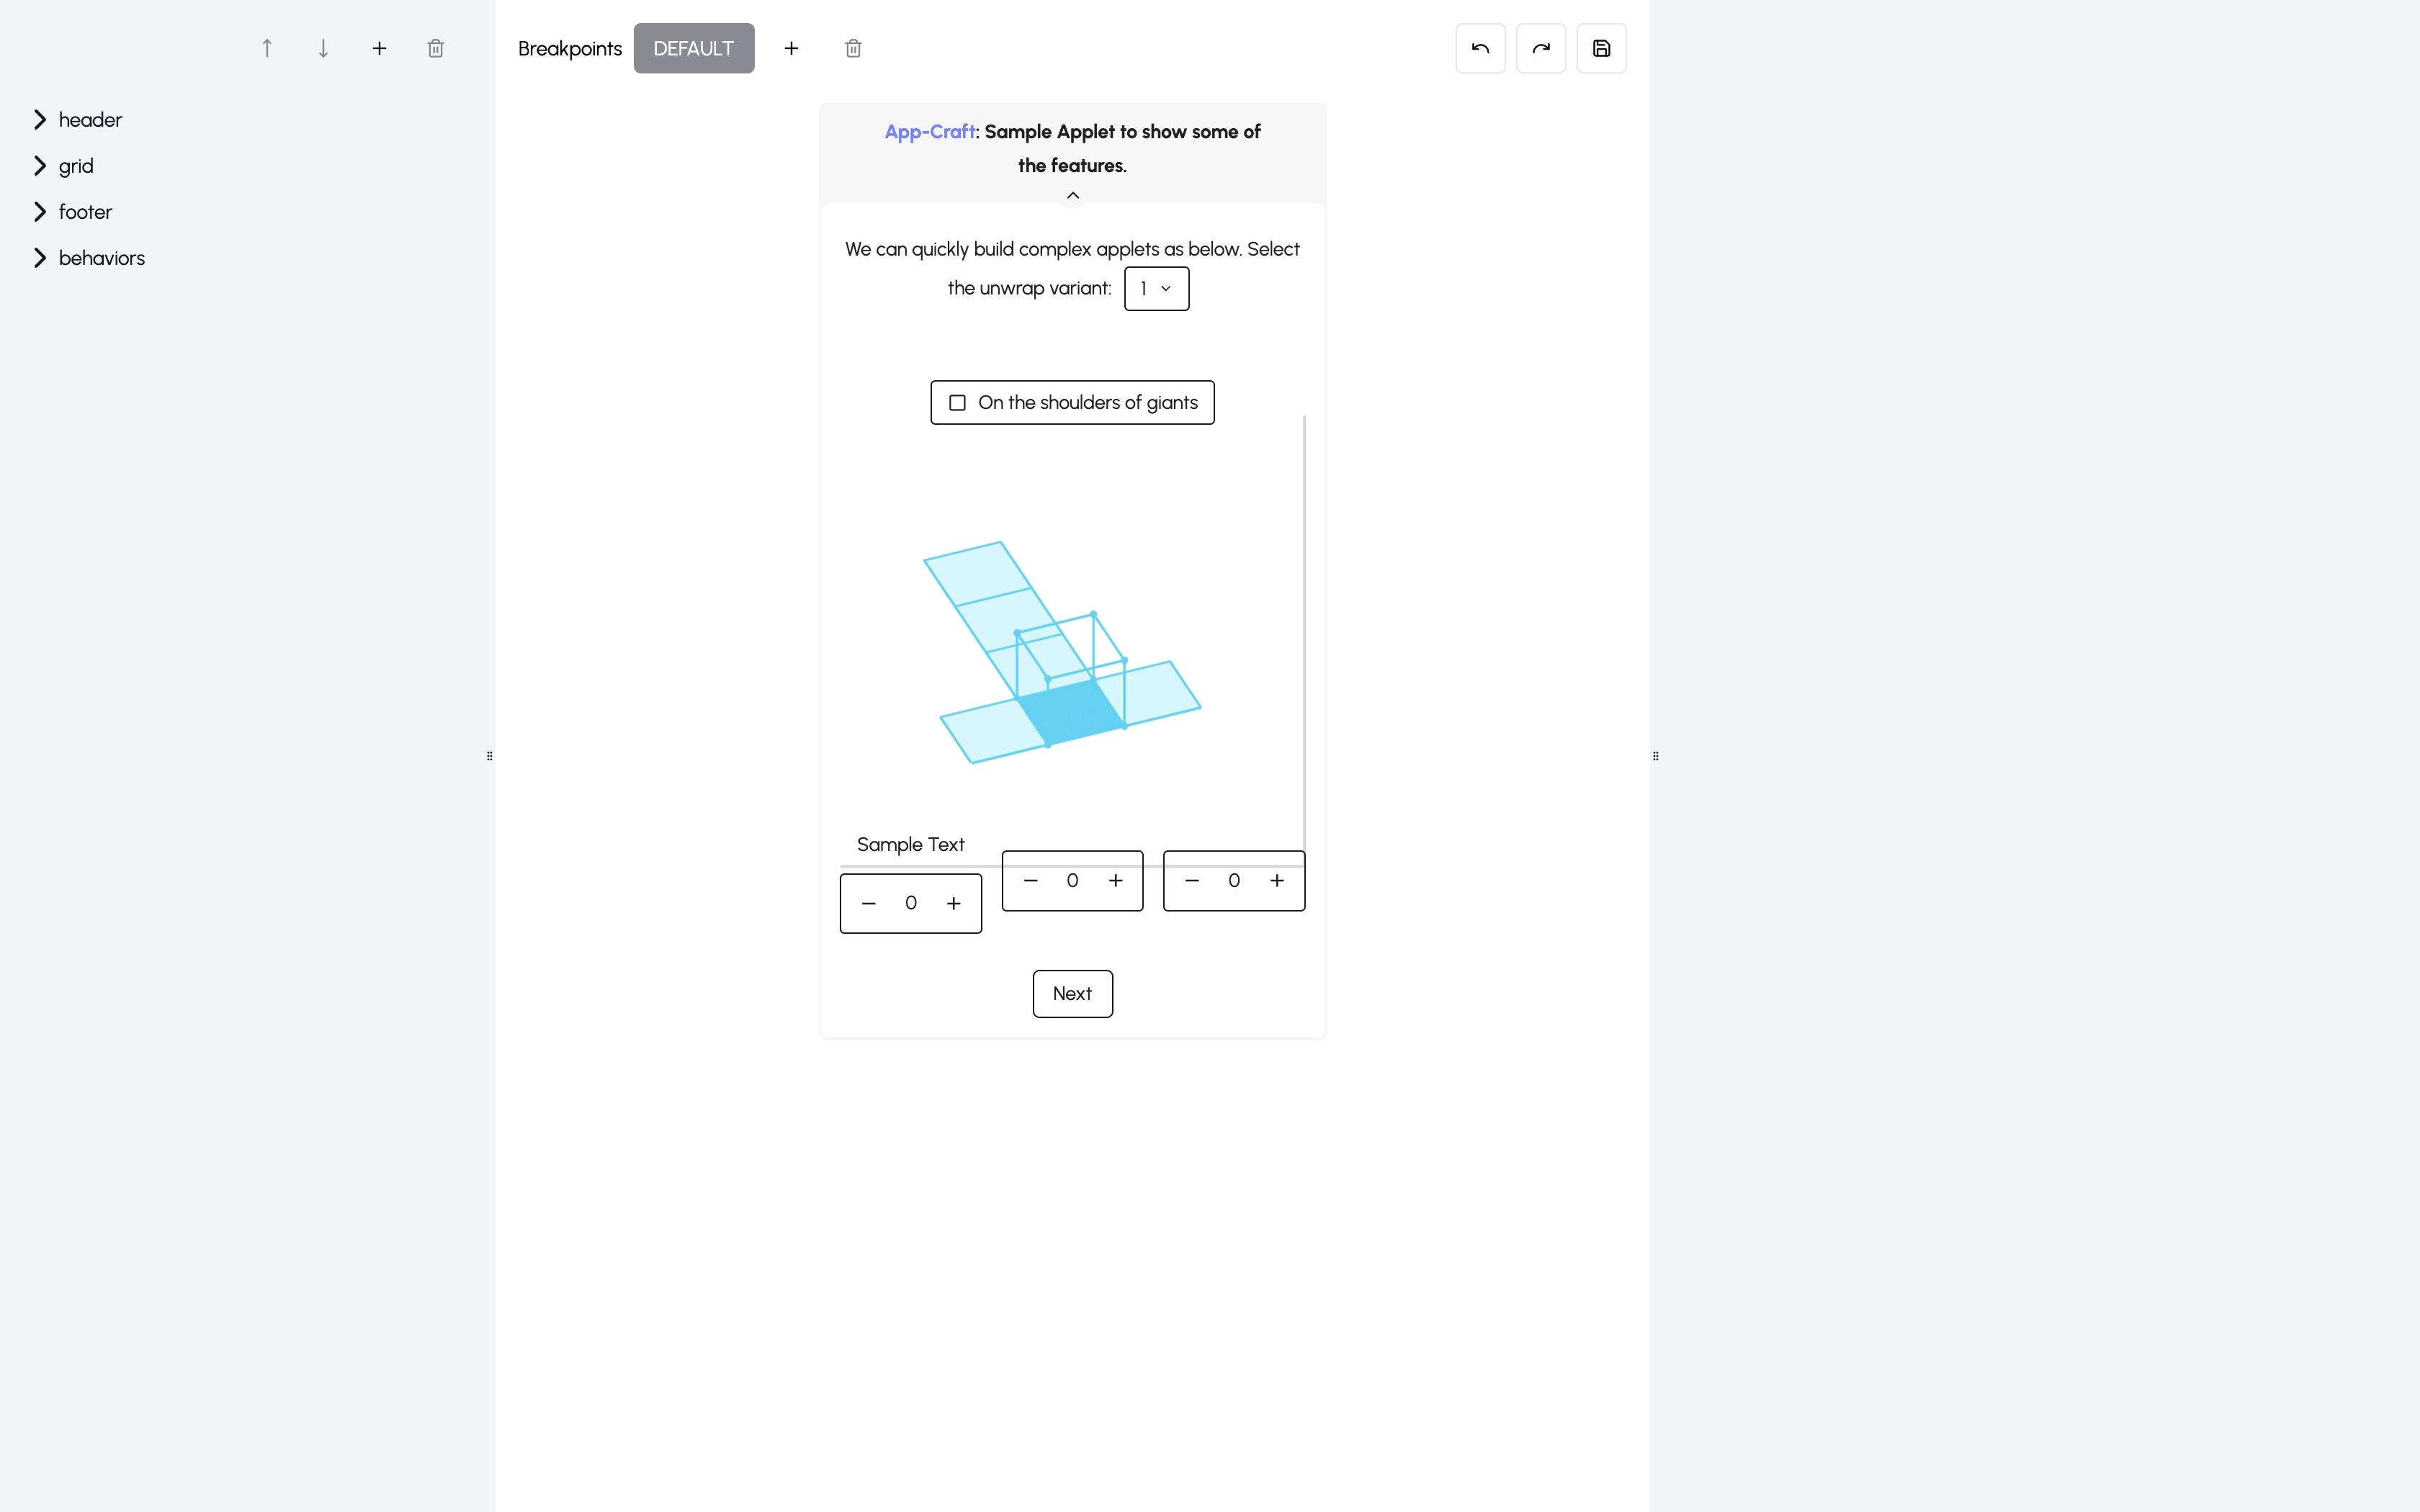 Breakpoints DEFAULT
header
grid
footer
behaviors
App-Craft: Sample Applet to show some of
the features.
We can quickly build complex applets as below. Select
the unwrap variant: 1
On the shoulders of giants
Sample Text
0
0
0
Next